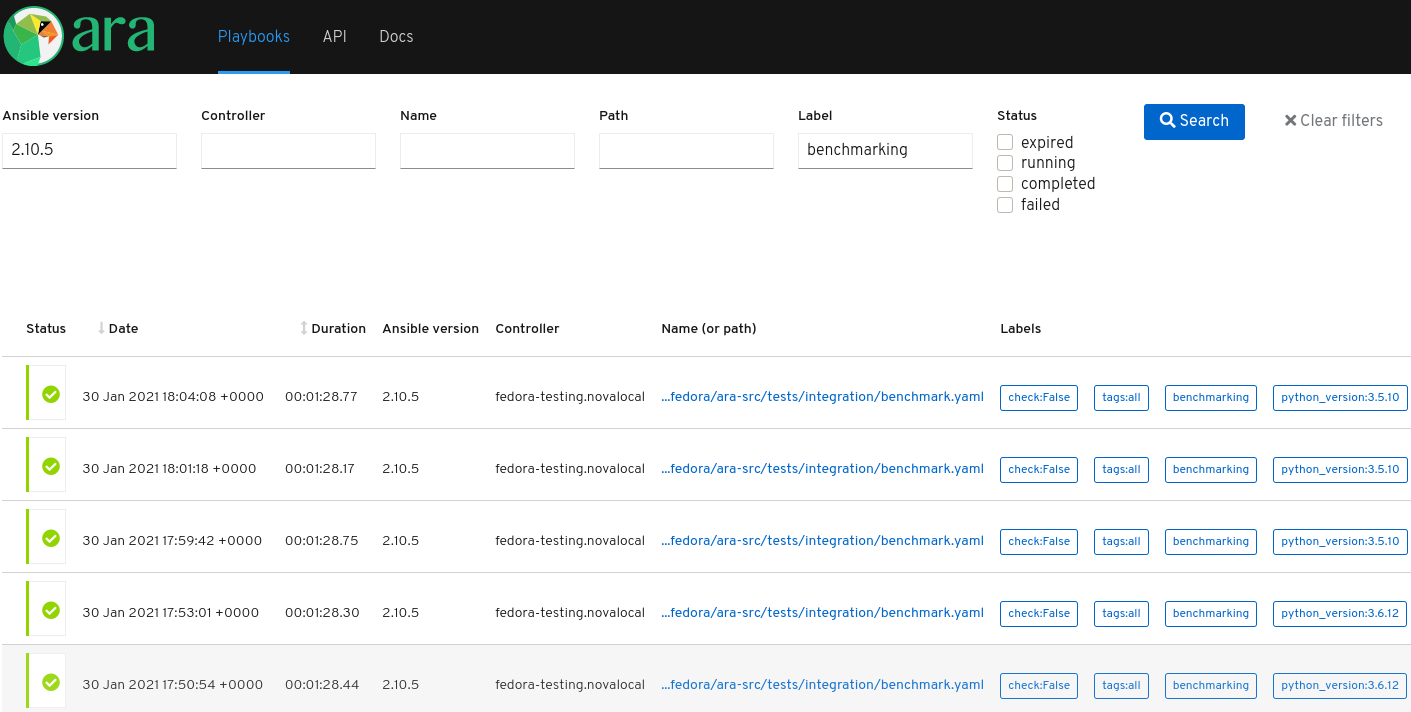 ara Playbooks API Docs
Ansible version Controller Name Path Label Status Search Clear filters
2.10.5 benchmarking
expired
running
completed
failed
Status Date Duration Ansible version Controller Name (or path) Labels
30 Jan 2021 18:04:08 +0000 00:01:28.77 2.10.5 fedora-testing.novalocal ...fedora/ara-src/tests/integration/benchmark.yaml check:False tags:all benchmarking python_version:3.5.10
30 Jan 2021 18:01:18 +0000 00:01:28.17 2.10.5 fedora-testing.novalocal ...fedora/ara-src/tests/integration/benchmark.yaml check:False tags:all benchmarking python_version:3.5.10
30 Jan 2021 17:59:42 +0000 00:01:28.75 2.10.5 fedora-testing.novalocal ...fedora/ara-src/tests/integration/benchmark.yaml check:False tags:all benchmarking python_version:3.5.10
30 Jan 2021 17:53:01 +0000 00:01:28.30 2.10.5 fedora-testing.novalocal ...fedora/ara-src/tests/integration/benchmark.yaml check:False tags:all benchmarking python_version:3.6.12
30 Jan 2021 17:50:54 +0000 00:01:28.44 2.10.5 fedora-testing.novalocal ...fedora/ara-src/tests/integration/benchmark.yaml check:False tags:all benchmarking python_version:3.6.12